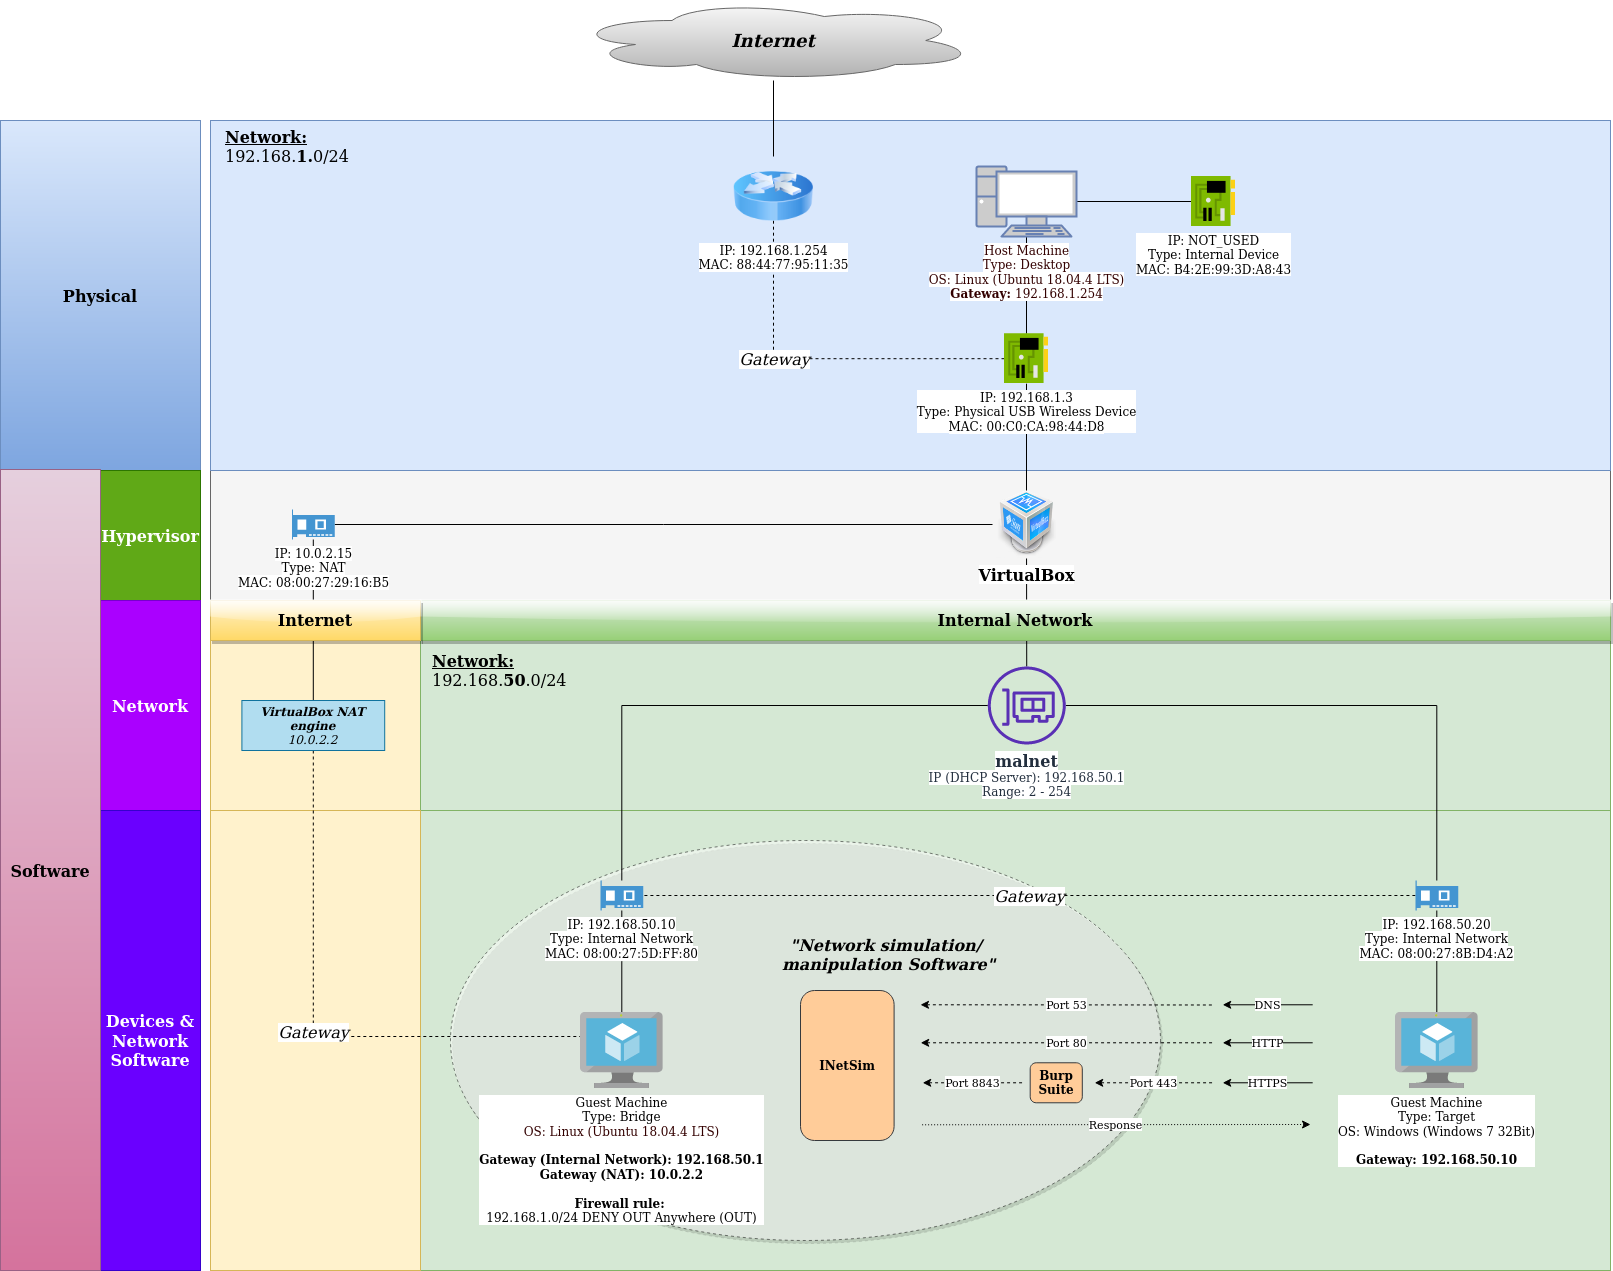 Internet
Network:
192.168.1.0/24
Physical
IP: 192.168.1.254
MAC: 88:44:77:95:11:35
Host Machine
Type: Desktop
OS: Linux (Ubuntu 18.04.4 LTS)
Gateway: 192.168.1.254
IP: NOT_USED
Type: Internal Device
MAC: B4:2E:99:3D:A8:43
Gateway
IP: 192.168.1.3
Type: Physical USB Wireless Device
MAC: 00:C0:CA:98:44:D8
Software
Hypervisor
IP: 10.0.2.15
Type: NAT
MAC: 08:00:27:29:16:B5
VirtualBox
Network
Internet
Internal Network
Network:
192.168.50.0/24
VirtualBox NAT
engine
10.0.2.2
malnet
IP (DHCP Server): 192.168.50.1
Range: 2 - 254
Devices &
Network
Software
Gateway
IP: 192.168.50.10
Type: Internal Network
MAC: 08:00:27:5D:FF:80
IP: 192.168.50.20
Type: Internal Network
MAC: 08:00:27:8B:D4:A2
"Network simulation/
manipulation Software"
Gateway
INetSim
Port 53
DNS
Port 80
HTTP
Port 8843
Burp
Suite
Port 443
HTTPS
Response
Guest Machine
Type: Bridge
OS: Linux (Ubuntu 18.04.4 LTS)
Gateway (Internal Network): 192.168.50.1
Gateway (NAT): 10.0.2.2
Firewall rule:
192.168.1.0/24 DENY OUT Anywhere (OUT)
Guest Machine
Type: Target
OS: Windows (Windows 7 32Bit)
Gateway: 192.168.50.10